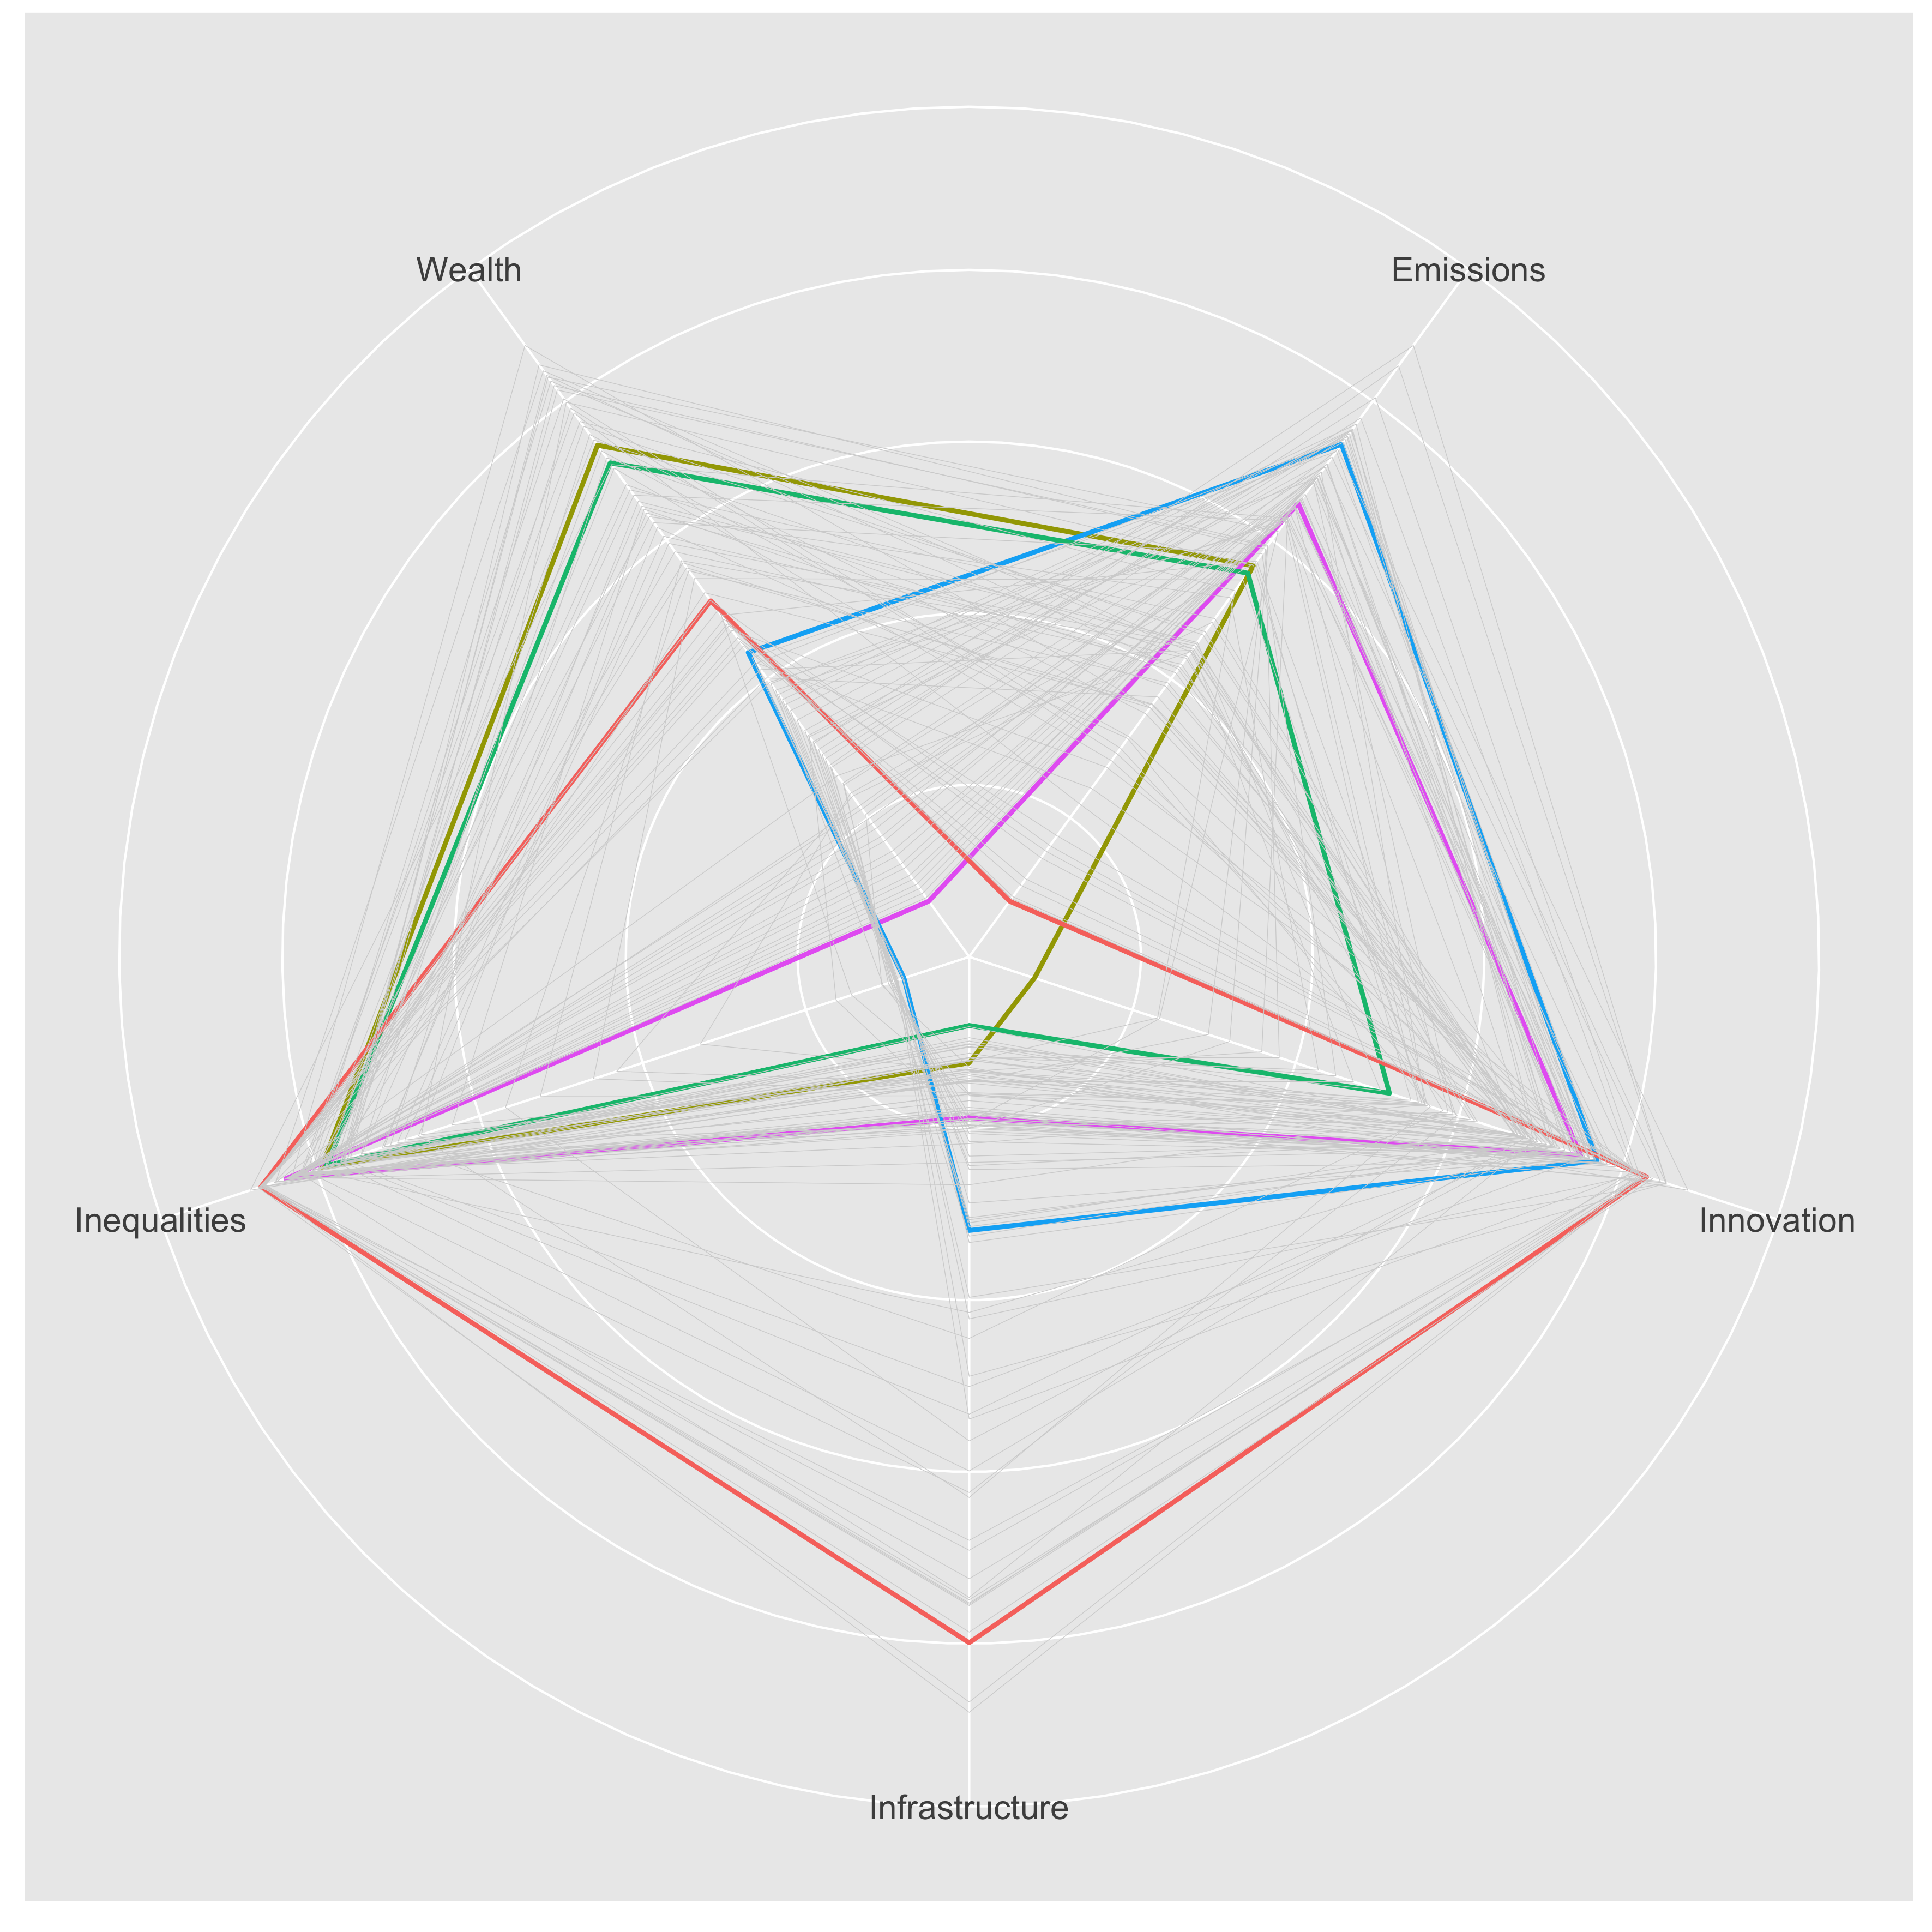 Wealth
Emissions
Inequalities
Innovation
Infrastructure